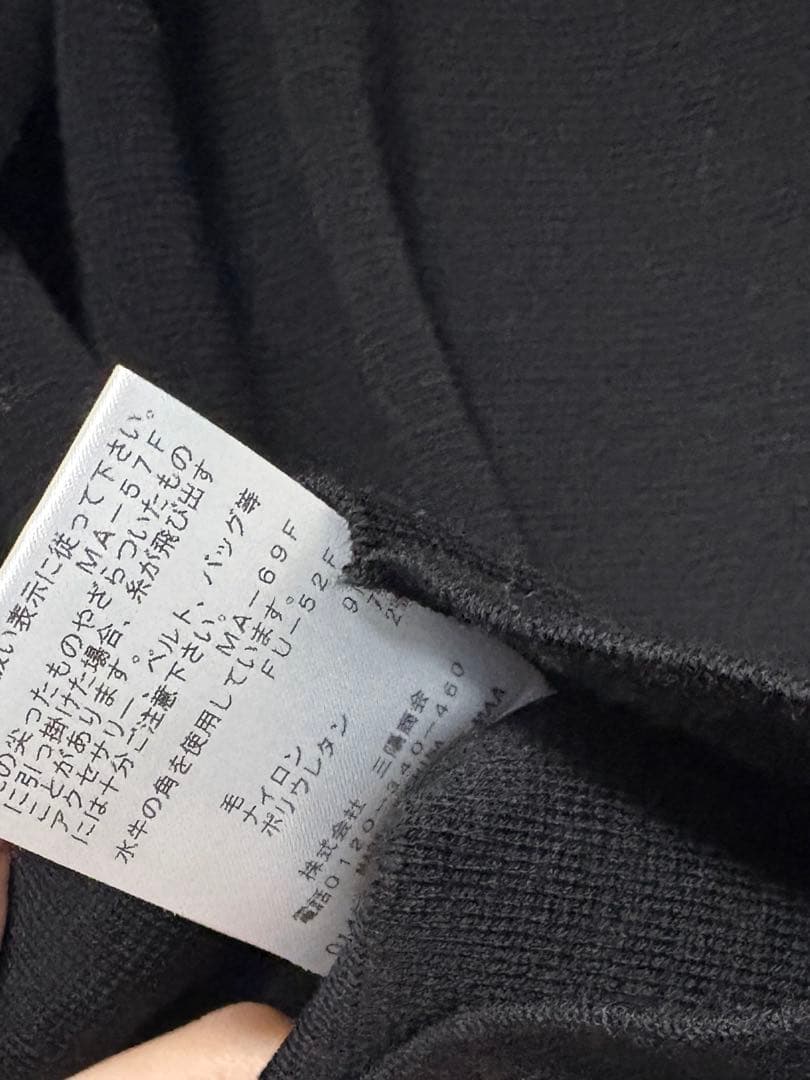 い表示に従って下さい。
MA-57F
の尖ったものやざらついたもの
に引っ掛けた場合、糸が飛び出す
ことがあります。
アクセサリー、ベルト、バッグ等
には十分ご注意下さい。
MA-69F
水牛の角を使用しています。
FU-52F
毛 9
ナイロン 7
ポリウレタン 2
株式会社 三陽商会
電話0120-340-460
MA